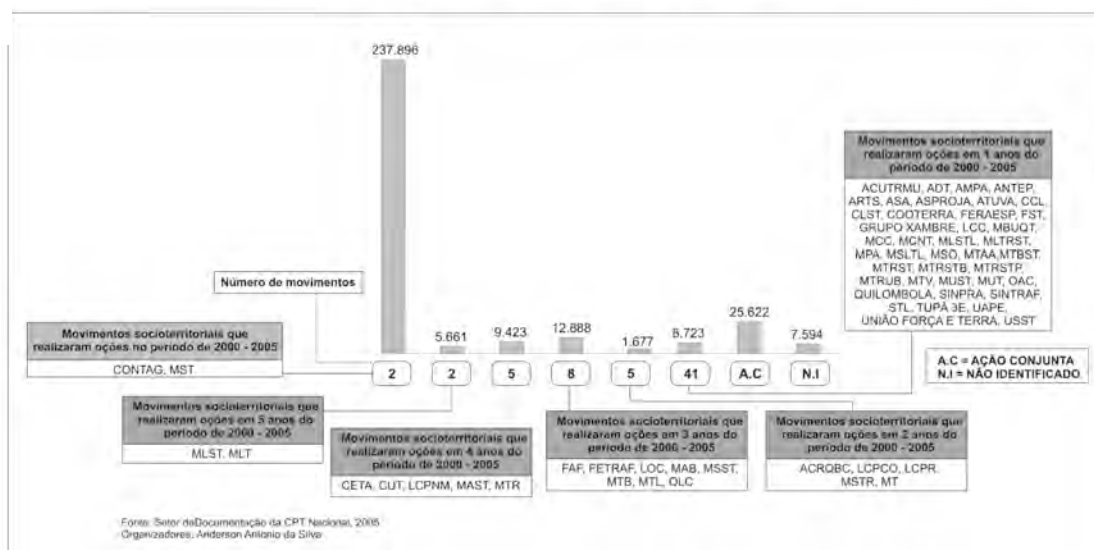 237.896
5.661
9.423
12.888
1.677
8.723
25.622
7.594
Número de movimentos
2
2
5
8
5
41
A.C
N.I
Movimentos socioterritoriais que
realizaram oções no período de 2000 - 2005
CONTAG, MST
Movimentos socioterritoriais que
realizaram oções em 5 anos do
período de 2000 - 2005
MLST, MLT
Movimentos socioterritoriais que
realizaram oções em 4 anos do
período de 2000 - 2005
CETA, CUT, LCPNM, MAST, MTR
Movimentos socioterritoriais que
realizaram oções em 3 anos do
período de 2000 - 2005
FAF, FETRAF, LOC, MAB, MSST,
MTB, MTL, OLC
Movimentos socioterritoriais que
realizaram oções em 2 anos do
período de 2000 - 2005
ACRQBC, LCPCO, LCPR,
MSTR, MT
Movimentos socioterritoriais que
realizaram oções em 1 anos do
período de 2000 - 2005
ACUTRMU, ADT, AMPA, ANTEP,
ARTS, ASA, ASPROJA, ATUVA, CCL,
CLST, COOTERRA, FERAESP, FST,
GRUPO XAMBRE, LCC, MBUQT,
MCC, MCNT, MLSTL, MLTRST,
MPA, MSLTL, MSO, MTAA,MTBST,
MTRST, MTRSTB, MTRSTP,
MTRUB, MTV, MUST, MUT, OAC,
QUILOMBOLA, SINPRA, SINTRAF,
STL, TUPÃ 3E, UAPE,
UNIÃO FORÇA E TERRA, USST
A.C = AÇÃO CONJUNTA
N.I = NÃO IDENTIFICADO
Fonte: Setor deDocumentação da CPT Nacional, 2005
Organizadores: Anderson Antonio da Silva